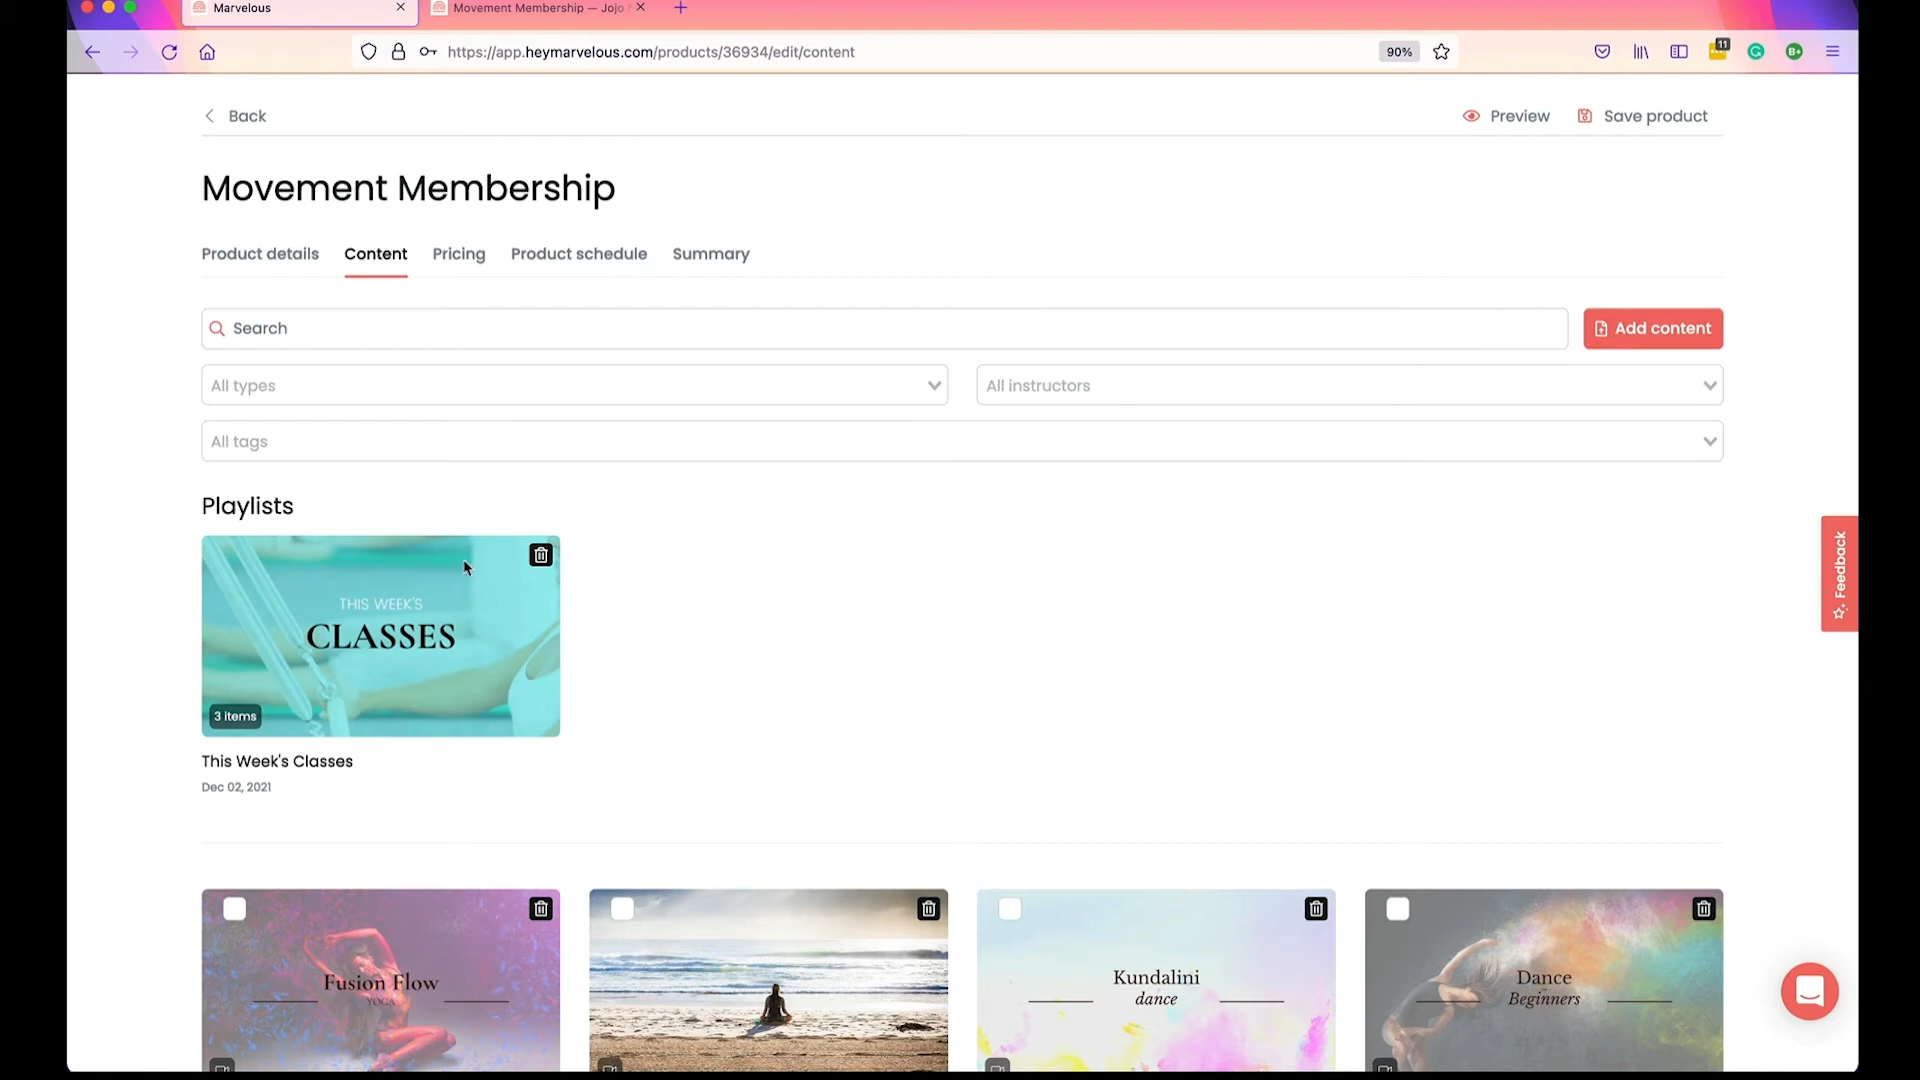 Marvelous
Movement Membership — Jojo
https://app.heymarvelous.com/products/36934/edit/content
90%
11
G
B+
Back
Preview
Save product
Movement Membership
Product details
Content
Pricing
Product schedule
Summary
Search
Add content
All types
All instructors
All tags
Playlists
THIS WEEK'S
CLASSES
3 items
This Week's Classes
Dec 02, 2021
Feedback
Fusion Flow
YOGA
Kundalini
dance
Dance
Beginners